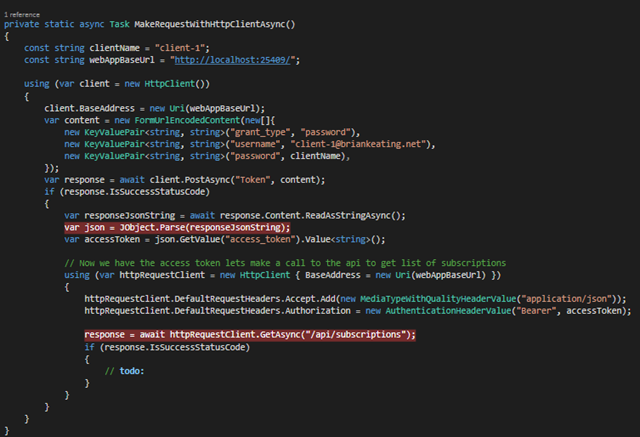 1 reference
private static async Task MakeRequestWithHttpClientAsync()
{
    const string clientName = "client-1";
    const string webAppBaseUrl = "http://localhost:25409/";

    using (var client = new HttpClient())
    {
        client.BaseAddress = new Uri(webAppBaseUrl);
        var content = new FormUrlEncodedContent(new[]{
            new KeyValuePair<string, string>("grant_type", "password"),
            new KeyValuePair<string, string>("username", "client-1@briankeating.net"),
            new KeyValuePair<string, string>("password", clientName),
        });
        var response = await client.PostAsync("Token", content);
        if (response.IsSuccessStatusCode)
        {
            var responseJsonString = await response.Content.ReadAsStringAsync();
            var json = JObject.Parse(responseJsonString);
            var accessToken = json.GetValue("access_token").Value<string>();

            // Now we have the access token lets make a call to the api to get list of subscriptions
            using (var httpRequestClient = new HttpClient { BaseAddress = new Uri(webAppBaseUrl) })
            {
                httpRequestClient.DefaultRequestHeaders.Accept.Add(new MediaTypeWithQualityHeaderValue("application/json"));
                httpRequestClient.DefaultRequestHeaders.Authorization = new AuthenticationHeaderValue("Bearer", accessToken);

                response = await httpRequestClient.GetAsync("/api/subscriptions");
                if (response.IsSuccessStatusCode)
                {
                    // todo:
                }
            }
        }
    }
}